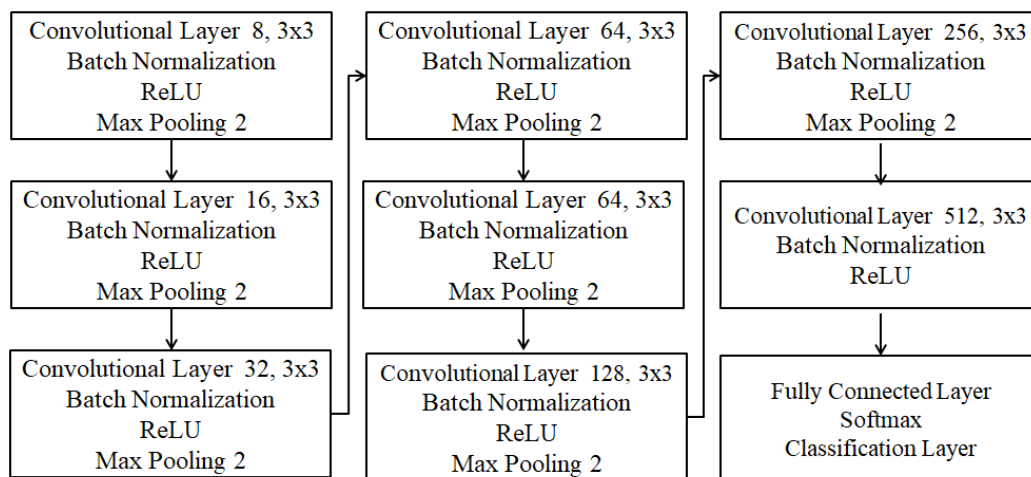 Convolutional Layer 8, 3x3
Batch Normalization
ReLU
Max Pooling 2
Convolutional Layer 16, 3x3
Batch Normalization
ReLU
Max Pooling 2
Convolutional Layer 32, 3x3
Batch Normalization
ReLU
Max Pooling 2
Convolutional Layer 64, 3x3
Batch Normalization
ReLU
Max Pooling 2
Convolutional Layer 64, 3x3
Batch Normalization
ReLU
Max Pooling 2
Convolutional Layer 128, 3x3
Batch Normalization
ReLU
Max Pooling 2
Convolutional Layer 256, 3x3
Batch Normalization
ReLU
Max Pooling 2
Convolutional Layer 512, 3x3
Batch Normalization
ReLU
Fully Connected Layer
Softmax
Classification Layer